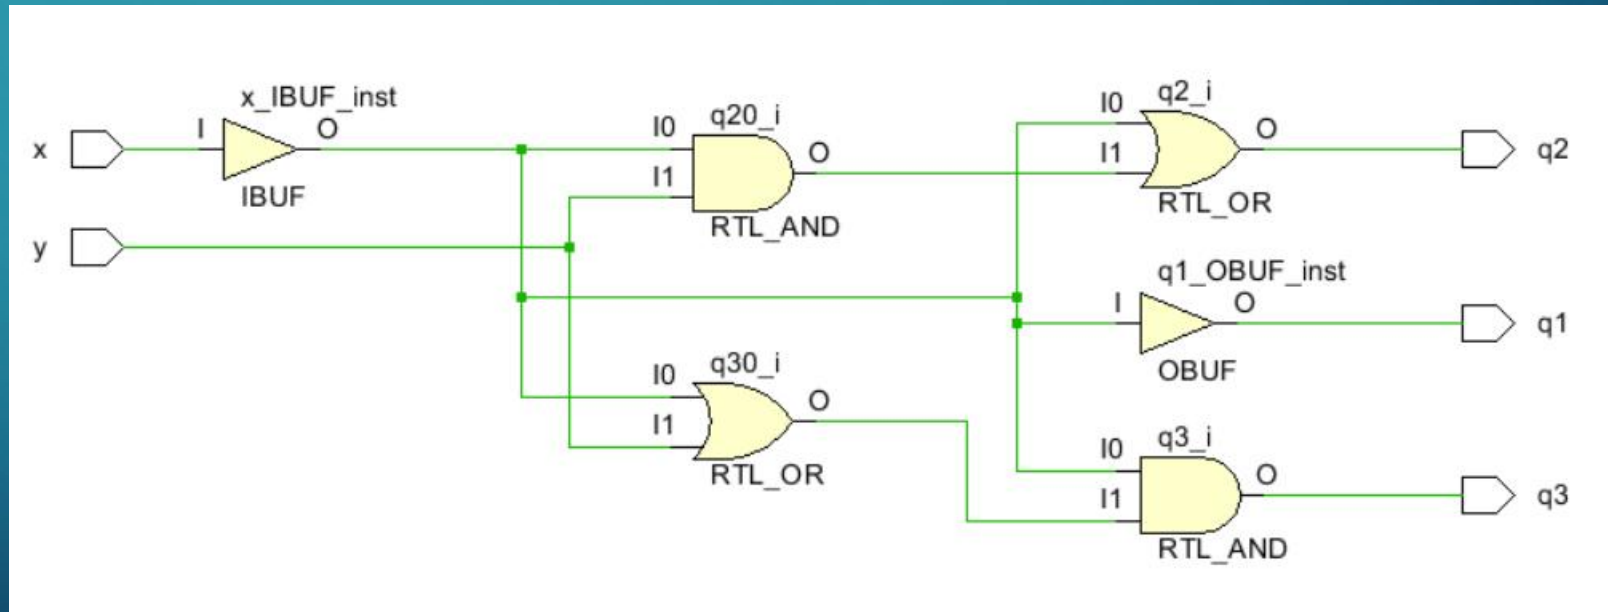 x_IBUF_inst
I
O
x
IBUF
y
q20_i
I0
I1
O
RTL_AND
q30_i
I0
I1
O
RTL_OR
q2_i
I0
I1
O
q2
RTL_OR
q1_OBUF_inst
I
O
q1
OBUF
q3_i
I0
I1
O
q3
RTL_AND